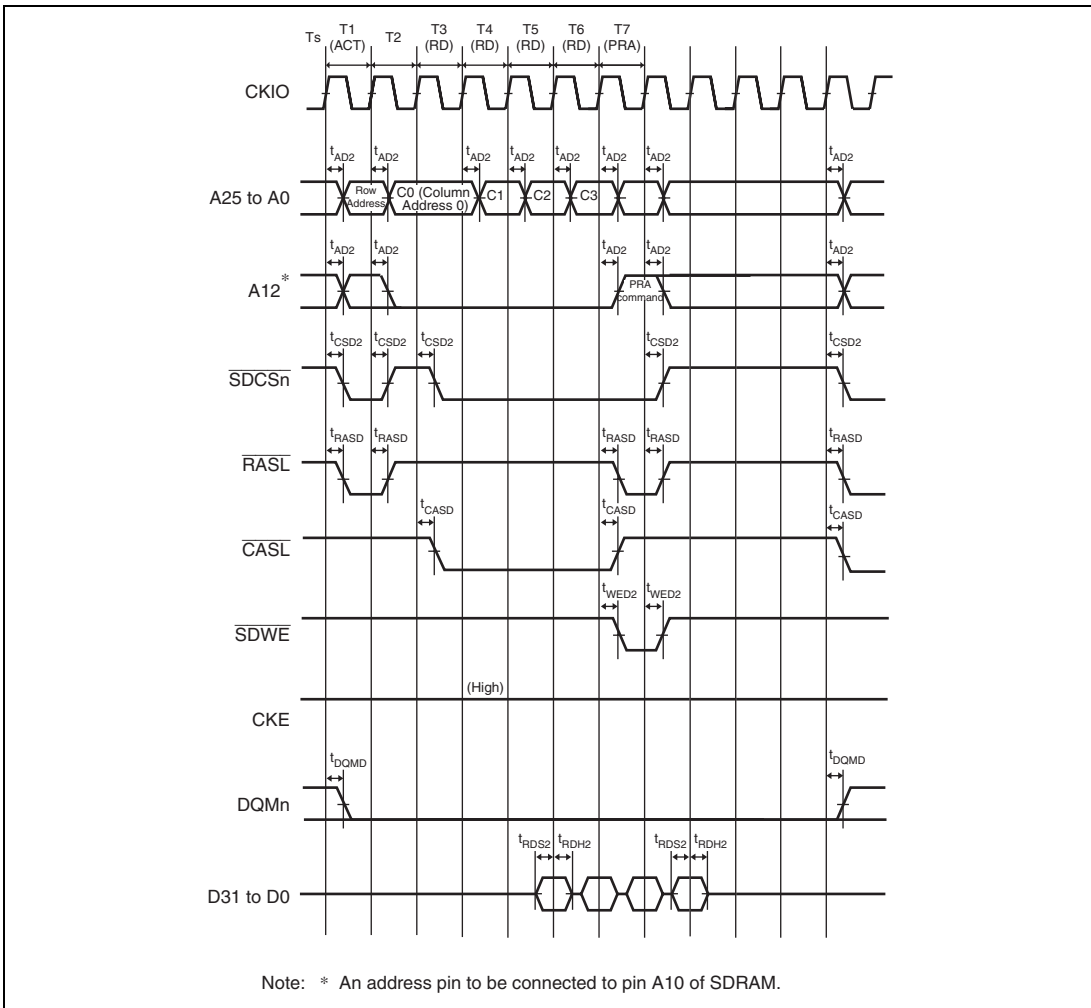 Ts T1 (ACT) T2 T3 (RD) T4 (RD) T5 (RD) T6 (RD) T7 (PRA)
CKIO
tAD2 tAD2 tAD2 tAD2 tAD2 tAD2 tAD2 tAD2
A25 to A0 Row Address C0 (Column Address 0) C1 C2 C3
tAD2 tAD2 tAD2 tAD2 tAD2
A12* PRA command
tCSD2 tCSD2 tCSD2 tCSD2 tCSD2
SDCSn
tRASD tRASD tRASD tRASD tRASD
RASL
tCASD tCASD tCASD
CASL
tWED2 tWED2
SDWE
(High)
CKE
tDQMD tDQMD
DQMn
tRDS2 tRDH2 tRDS2 tRDH2
D31 to D0
Note: * An address pin to be connected to pin A10 of SDRAM.